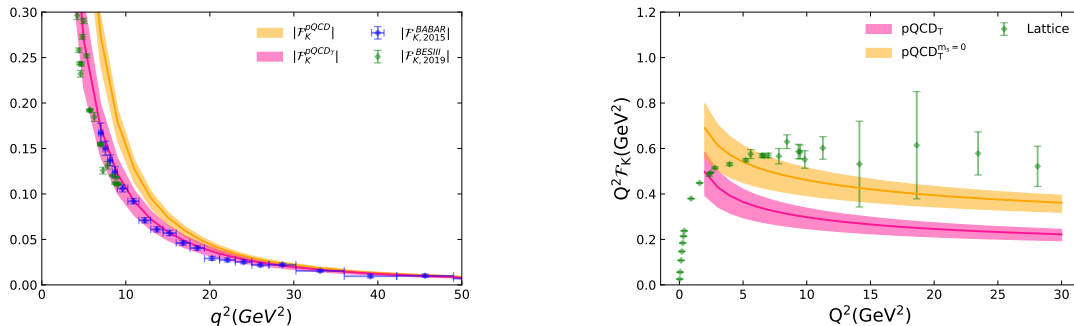 0.30
0.25
0.20
0.15
0.10
0.05
0.00
0 10 20 30 40 50
q²(GeV²)
|𝓕_K^{pQCD}| |𝓕_{K,2015}^{BABAR}|
|𝓕_K^{pQCD_T}| |𝓕_{K,2019}^{BESIII}|
Q²𝓕_K(GeV²)
1.2
1.0
0.8
0.6
0.4
0.2
0.0
0 5 10 15 20 25 30
Q²(GeV²)
pQCD_T Lattice
pQCD_T^{m_s=0}